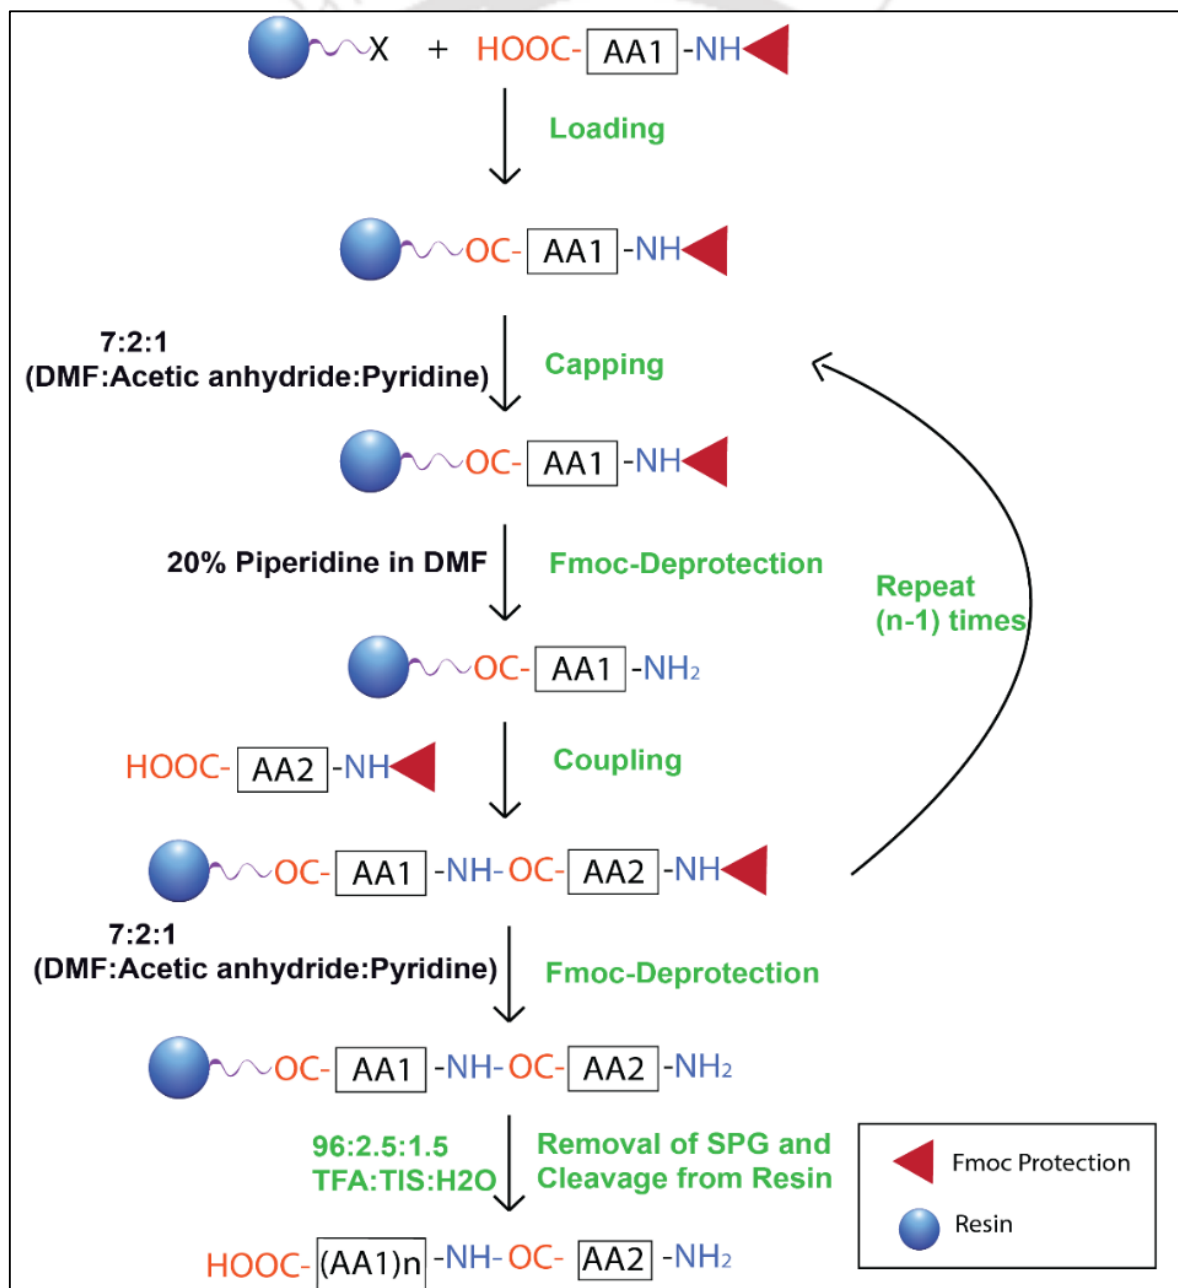 X + HOOC- AA1 -NH
Loading
OC- AA1 -NH
7:2:1
(DMF:Acetic anhydride:Pyridine)
Capping
OC- AA1 -NH
20% Piperidine in DMF
Fmoc-Deprotection
Repeat
(n-1) times
OC- AA1 -NH2
HOOC- AA2 -NH
Coupling
OC- AA1 -NH- OC- AA2 -NH
7:2:1
(DMF:Acetic anhydride:Pyridine)
Fmoc-Deprotection
OC- AA1 -NH- OC- AA2 -NH2
96:2.5:1.5
TFA:TIS:H2O
Removal of SPG and
Cleavage from Resin
HOOC- (AA1)n -NH- OC- AA2 -NH2
Fmoc Protection
Resin